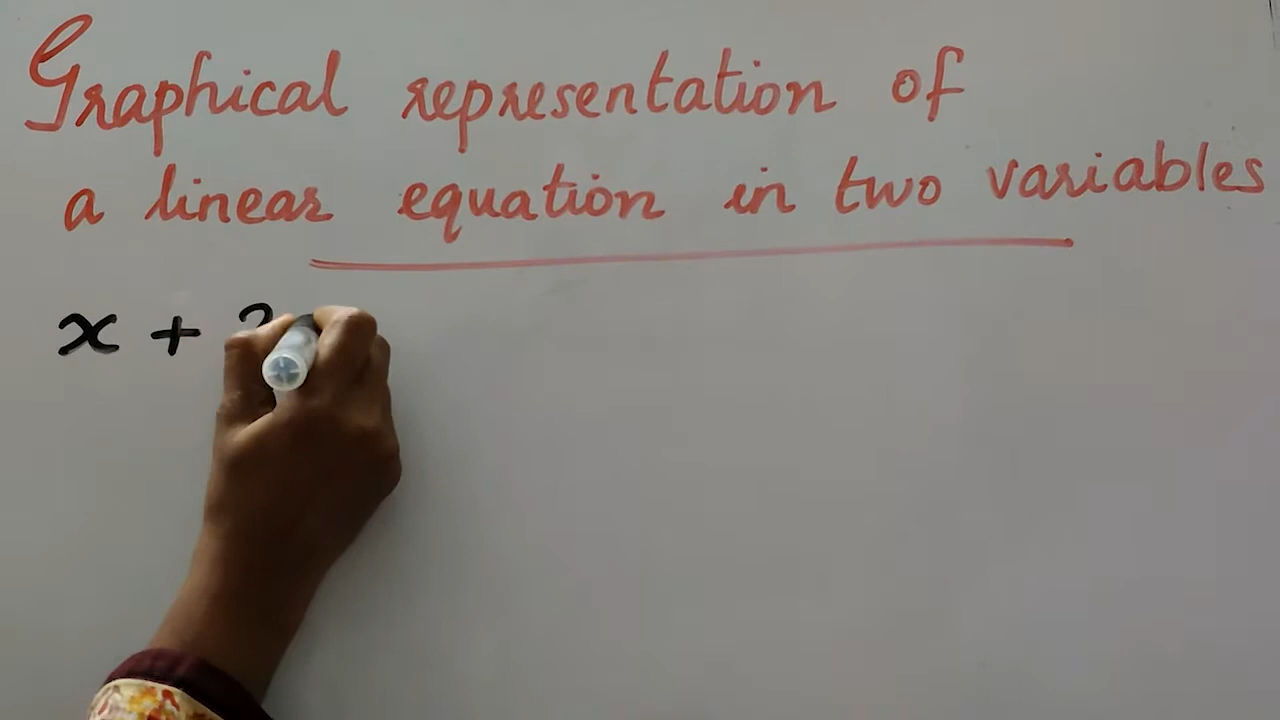 Graphical representation of
a linear equation in two variables
x +